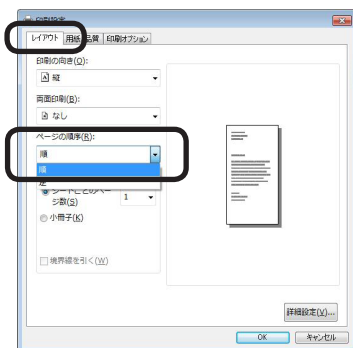 印刷設定
レイアウト 用紙/品質 印刷オプション
印刷の向き(O):
縦
両面印刷(B):
なし
ページの順序(R):
順
順
逆
シートごとのページ数(S)
1
小冊子(K)
境界線を引く(W)
詳細設定(V)...
OK キャンセル